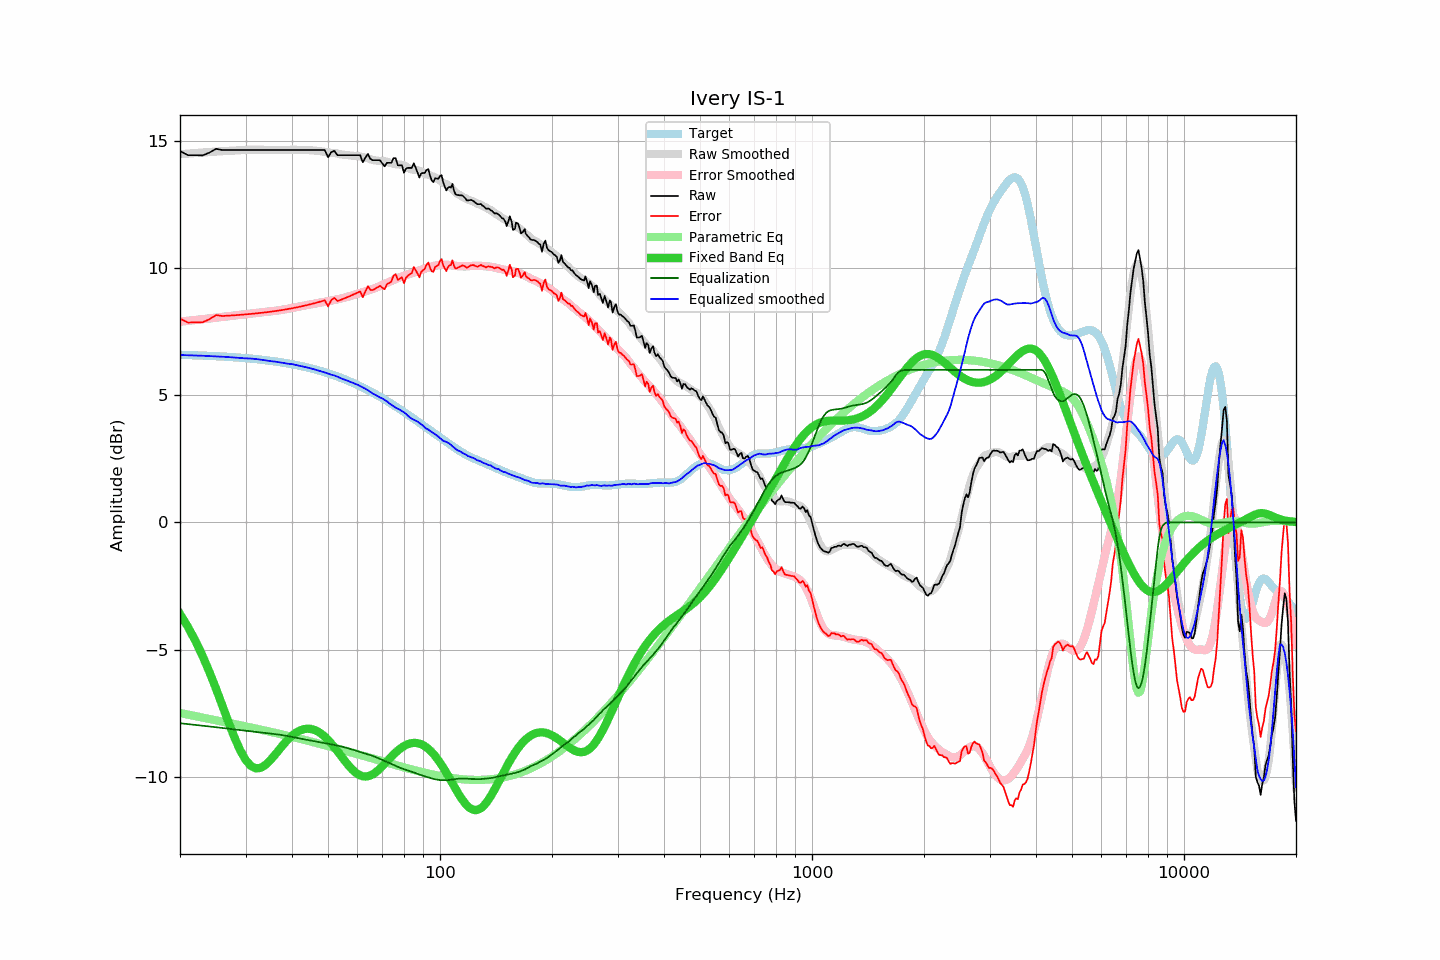 Ivery IS-1
Target
Raw Smoothed
Error Smoothed
Raw
Error
Parametric Eq
Fixed Band Eq
Equalization
Equalized smoothed
Amplitude (dBr)
15
10
5
0
−5
−10
100
1000
10000
Frequency (Hz)